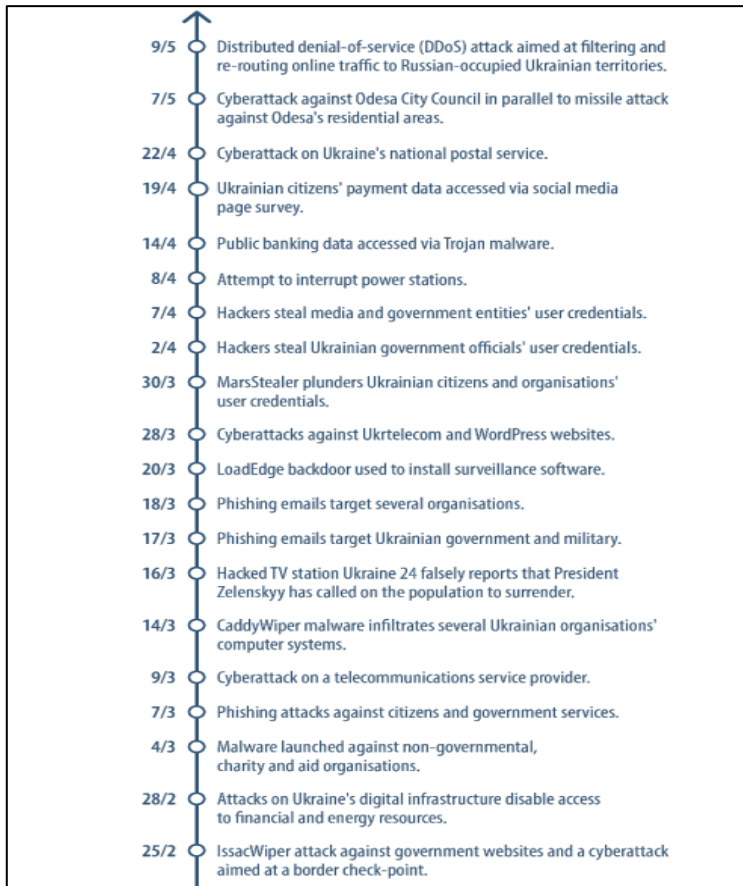 9/5 Distributed denial-of-service (DDoS) attack aimed at filtering and
re-routing online traffic to Russian-occupied Ukrainian territories.
7/5 Cyberattack against Odesa City Council in parallel to missile attack
against Odesa's residential areas.
22/4 Cyberattack on Ukraine's national postal service.
19/4 Ukrainian citizens' payment data accessed via social media
page survey.
14/4 Public banking data accessed via Trojan malware.
8/4 Attempt to interrupt power stations.
7/4 Hackers steal media and government entities' user credentials.
2/4 Hackers steal Ukrainian government officials' user credentials.
30/3 MarsStealer plunders Ukrainian citizens and organisations'
user credentials.
28/3 Cyberattacks against Ukrtelecom and WordPress websites.
20/3 LoadEdge backdoor used to install surveillance software.
18/3 Phishing emails target several organisations.
17/3 Phishing emails target Ukrainian government and military.
16/3 Hacked TV station Ukraine 24 falsely reports that President
Zelenskyy has called on the population to surrender.
14/3 CaddyWiper malware infiltrates several Ukrainian organisations'
computer systems.
9/3 Cyberattack on a telecommunications service provider.
7/3 Phishing attacks against citizens and government services.
4/3 Malware launched against non-governmental,
charity and aid organisations.
28/2 Attacks on Ukraine's digital infrastructure disable access
to financial and energy resources.
25/2 IssacWiper attack against government websites and a cyberattack
aimed at a border check-point.